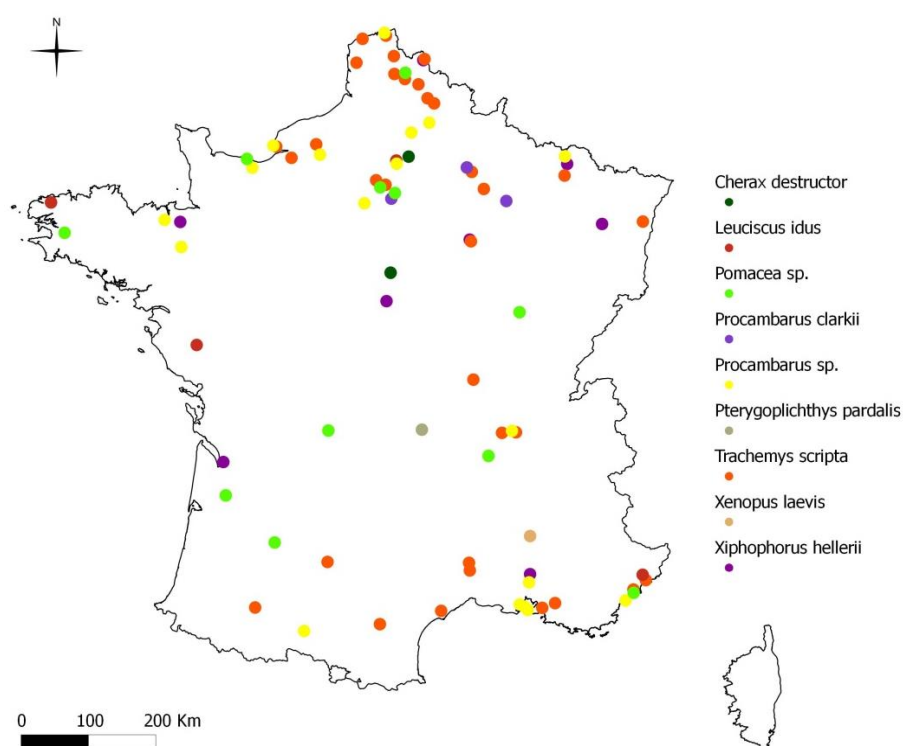 N
Cherax destructor
Leuciscus idus
Pomacea sp.
Procambarus clarkii
Procambarus sp.
Pterygoplichthys pardalis
Trachemys scripta
Xenopus laevis
Xiphophorus hellerii
0 100 200 Km